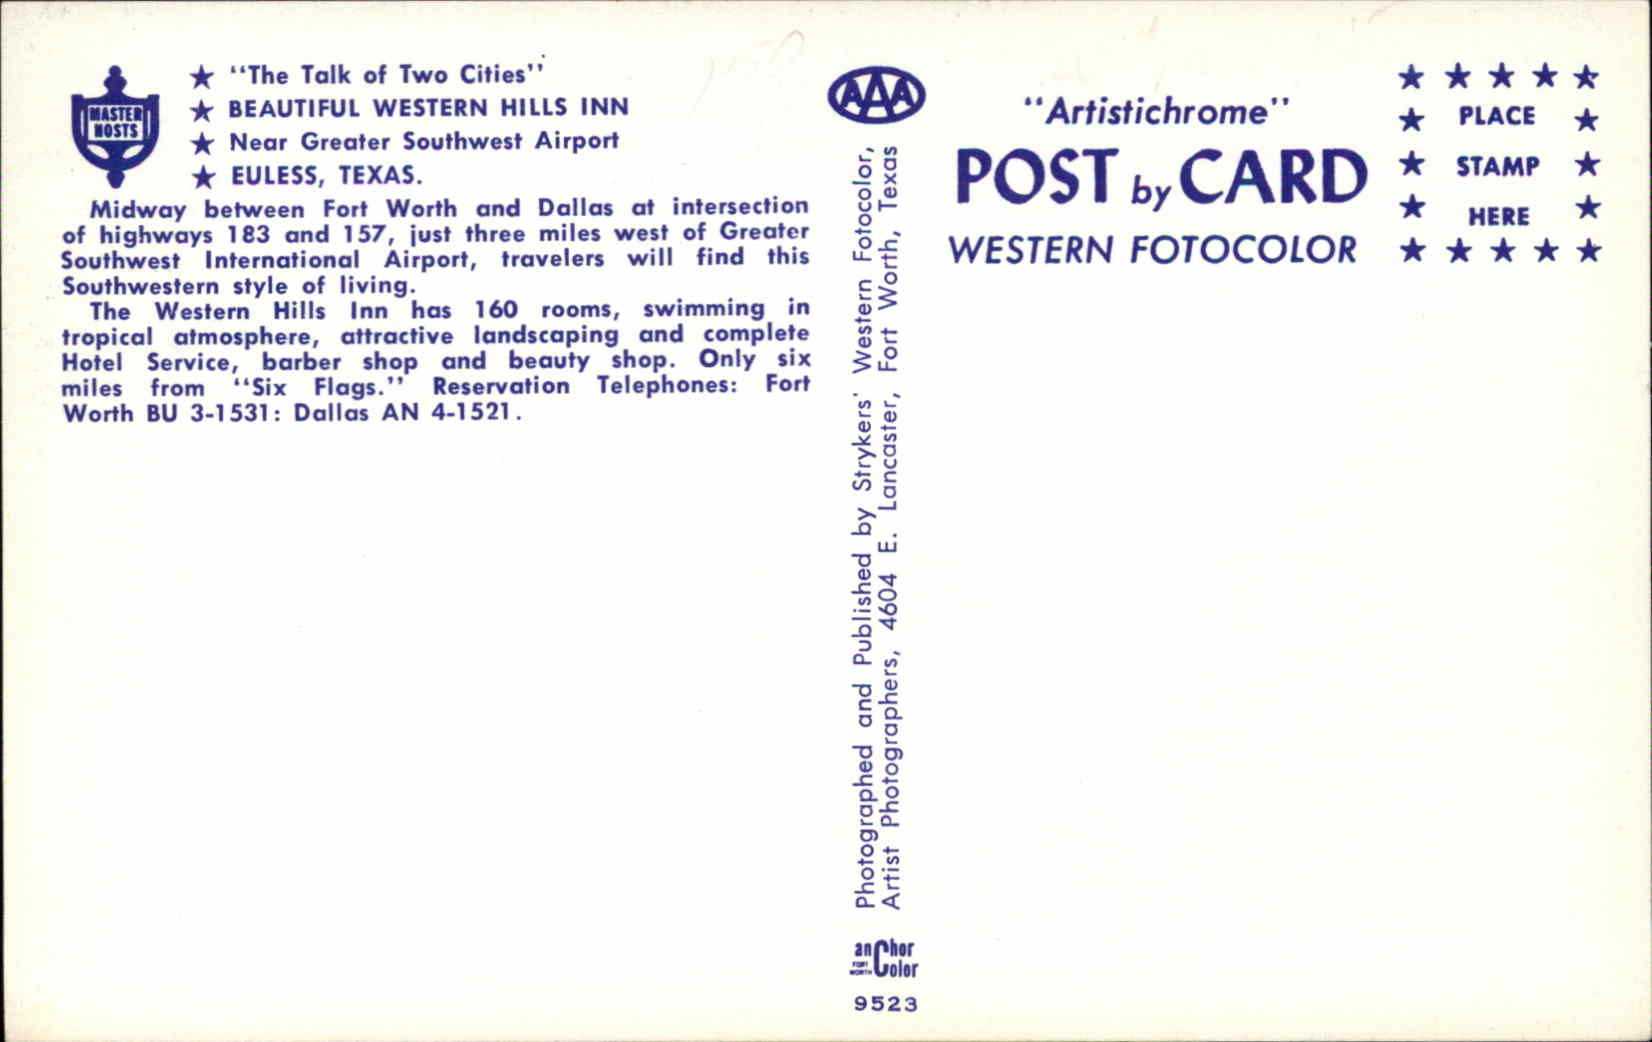 MASTER
HOSTS
★ "The Talk of Two Cities"
★ BEAUTIFUL WESTERN HILLS INN
★ Near Greater Southwest Airport
★ EULESS, TEXAS.
Midway between Fort Worth and Dallas at intersection
of highways 183 and 157, just three miles west of Greater
Southwest International Airport, travelers will find this
Southwestern style of living.
The Western Hills Inn has 160 rooms, swimming in
tropical atmosphere, attractive landscaping and complete
Hotel Service, barber shop and beauty shop. Only six
miles from "Six Flags." Reservation Telephones: Fort
Worth BU 3-1531: Dallas AN 4-1521.
AAA
Photographed and Published by Strykers' Western Fotocolor,
Artist Photographers, 4604 E. Lancaster, Fort Worth, Texas
anChor
FORT
WORTH
Color
9523
"Artistichrome"
POST by CARD
WESTERN FOTOCOLOR
PLACE
STAMP
HERE